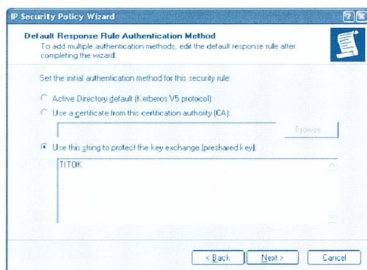 IP Security Policy Wizard
Default Response Rule Authentication Method
To add multiple authentication methods, edit the default response rule after
completing the wizard.
Set the initial authentication method for this security rule:
Active Directory default (Kerberos V5 protocol)
Use a certificate from this certification authority (CA):
Browse...
Use this string to protect the key exchange (preshared key):
TITOK
< Back
Next >
Cancel